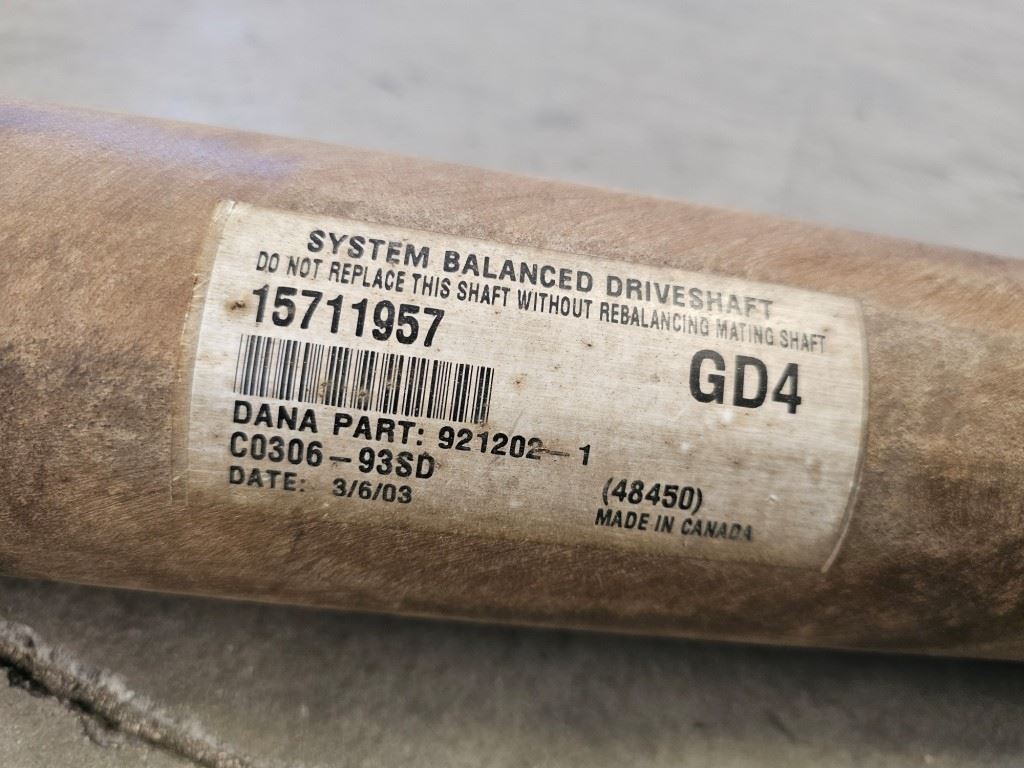 SYSTEM BALANCED DRIVESHAFT
DO NOT REPLACE THIS SHAFT WITHOUT REBALANCING MATING SHAFT
15711957
GD4
DANA PART: 921202-1
C0306-93SD
DATE: 3/6/03
(48450)
MADE IN CANADA